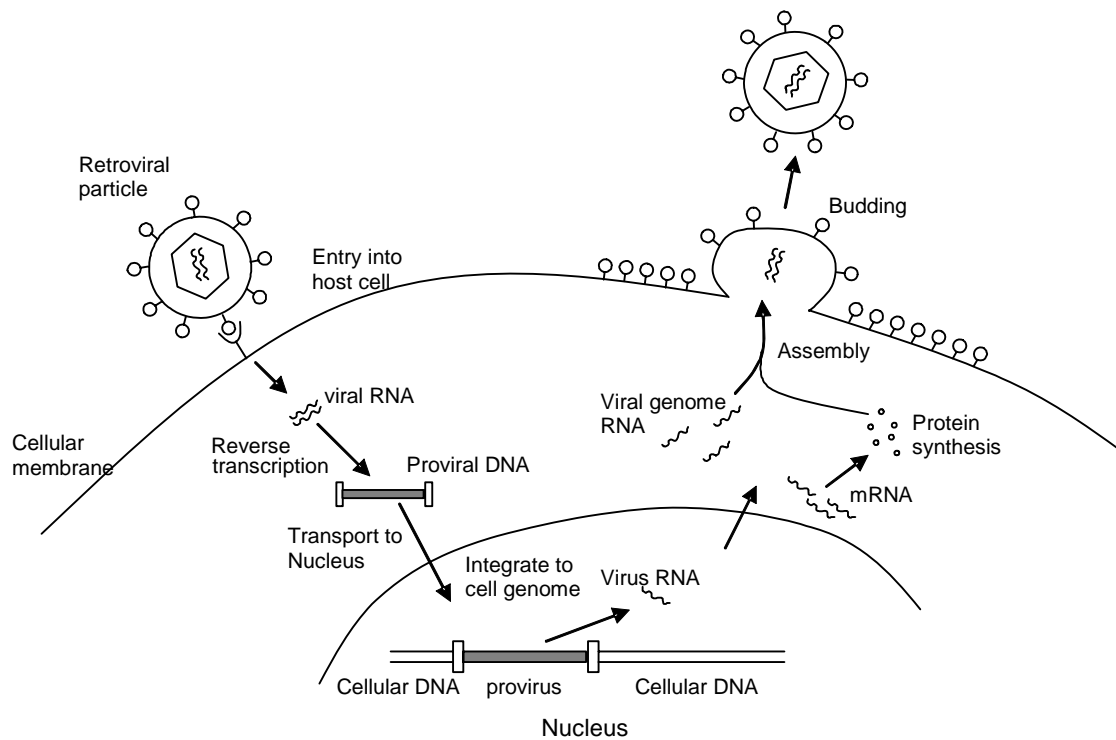 Retroviral
particle
Entry into
host cell
Budding
viral RNA
Assembly
Viral genome
RNA
Cellular
membrane
Reverse
transcription
Proviral DNA
Protein
synthesis
mRNA
Transport to
Nucleus
Integrate to
cell genome
Virus RNA
Cellular DNA provirus Cellular DNA
Nucleus